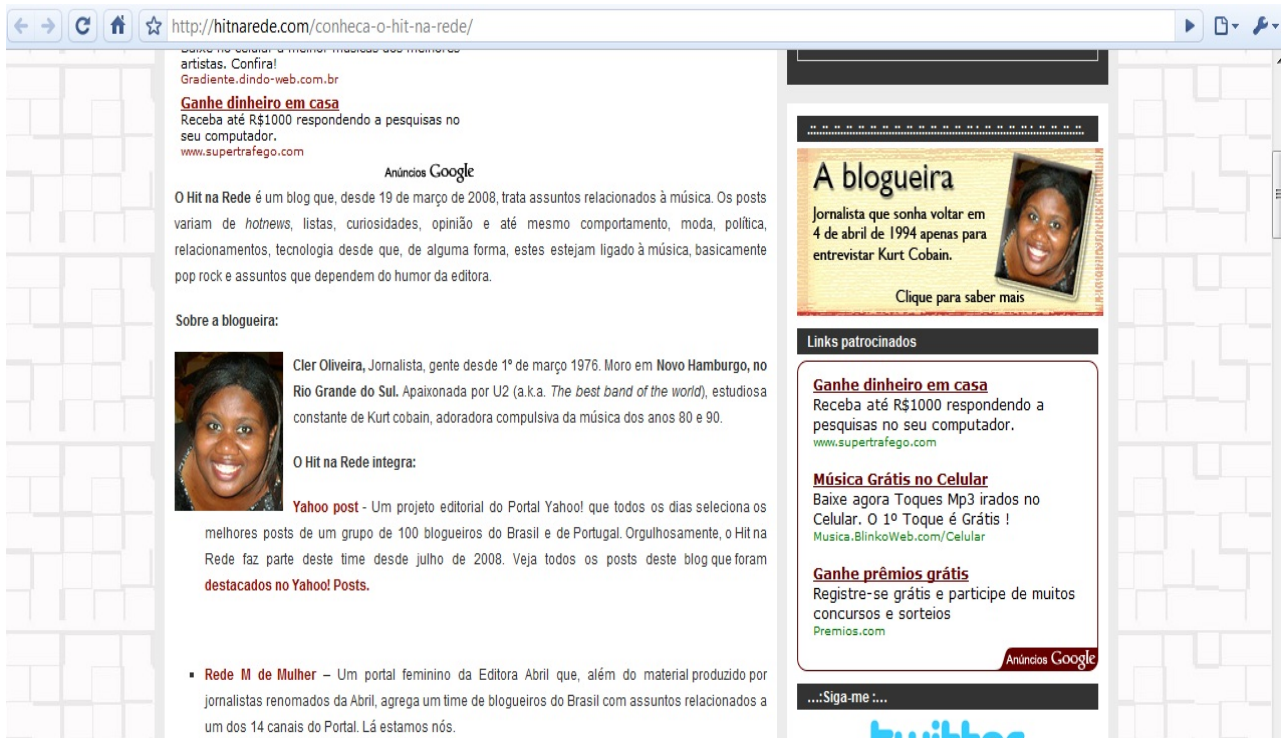 http://hitnarede.com/conheca-o-hit-na-rede/
artistas. Confira!
Gradiente.dindo-web.com.br
Ganhe dinheiro em casa
Receba até R$1000 respondendo a pesquisas no
seu computador.
www.supertrafego.com
Anúncios Google
O Hit na Rede é um blog que, desde 19 de março de 2008, trata assuntos relacionados à música. Os posts
variam de hotnews, listas, curiosidades, opinião e até mesmo comportamento, moda, política,
relacionamentos, tecnologia desde que, de alguma forma, estes estejam ligado à música, basicamente
pop rock e assuntos que dependem do humor da editora.
Sobre a blogueira:
Cler Oliveira, Jornalista, gente desde 1º de março 1976. Moro em Novo Hamburgo, no
Rio Grande do Sul. Apaixonada por U2 (a.k.a. The best band of the world), estudiosa
constante de Kurt cobain, adoradora compulsiva da música dos anos 80 e 90.
O Hit na Rede integra:
Yahoo post - Um projeto editorial do Portal Yahoo! que todos os dias seleciona os
melhores posts de um grupo de 100 blogueiros do Brasil e de Portugal. Orgulhosamente, o Hit na
Rede faz parte deste time desde julho de 2008. Veja todos os posts deste blog que foram
destacados no Yahoo! Posts.
Rede M de Mulher – Um portal feminino da Editora Abril que, além do material produzido por
jornalistas renomados da Abril, agrega um time de blogueiros do Brasil com assuntos relacionados a
um dos 14 canais do Portal. Lá estamos nós.
A blogueira
Jornalista que sonha voltar em
4 de abril de 1994 apenas para
entrevistar Kurt Cobain.
Clique para saber mais
Links patrocinados
Ganhe dinheiro em casa
Receba até R$1000 respondendo a
pesquisas no seu computador.
www.supertrafego.com
Música Grátis no Celular
Baixe agora Toques Mp3 irados no
Celular. O 1º Toque é Grátis !
Musica.BlinkoWeb.com/Celular
Ganhe prêmios grátis
Registre-se grátis e participe de muitos
concursos e sorteios
Premios.com
Anúncios Google
...:Siga-me :...